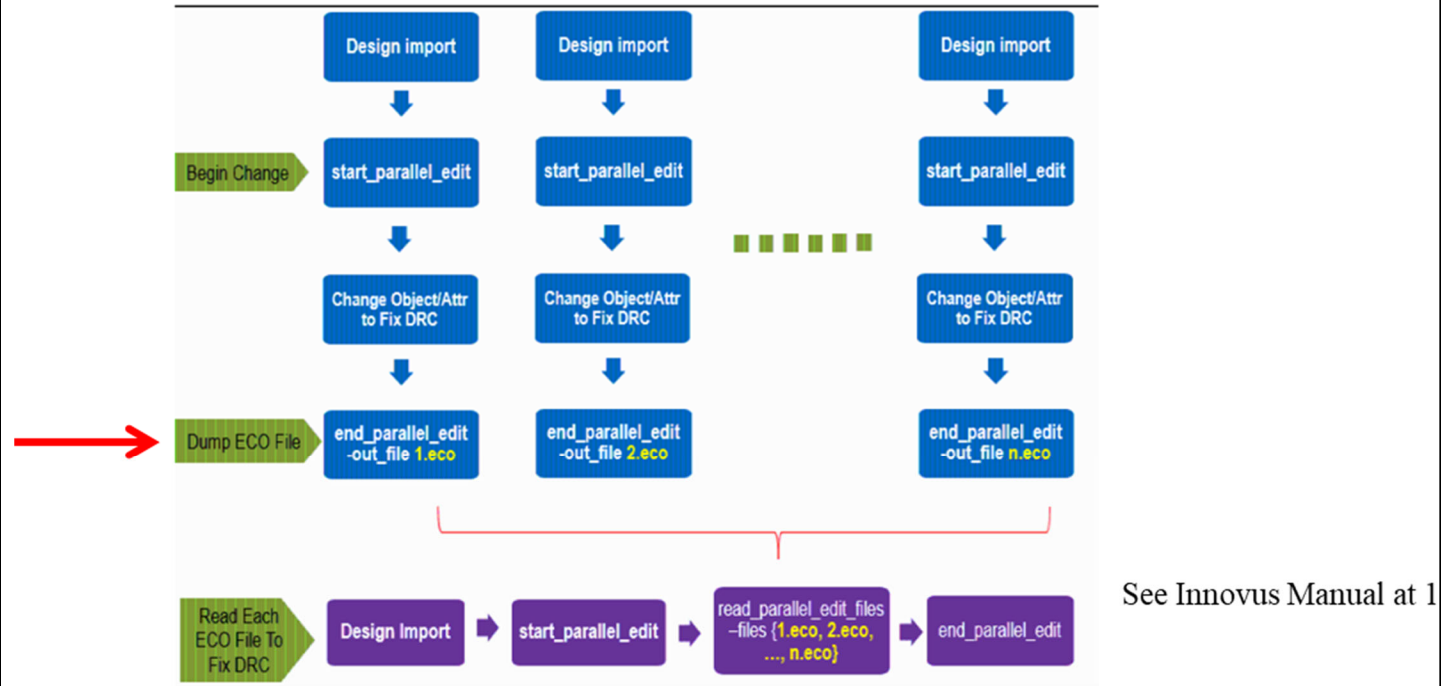 Design import
Design import
Design import
Begin Change
start_parallel_edit
start_parallel_edit
start_parallel_edit
Change Object/Attr
to Fix DRC
Change Object/Attr
to Fix DRC
Change Object/Attr
to Fix DRC
Dump ECO File
end_parallel_edit
-out_file 1.eco
end_parallel_edit
-out_file 2.eco
end_parallel_edit
-out_file n.eco
See Innovus Manual at 1
Read Each
ECO File To
Fix DRC
Design Import
start_parallel_edit
read_parallel_edit_files
–files {1.eco, 2.eco,
…, n.eco}
end_parallel_edit